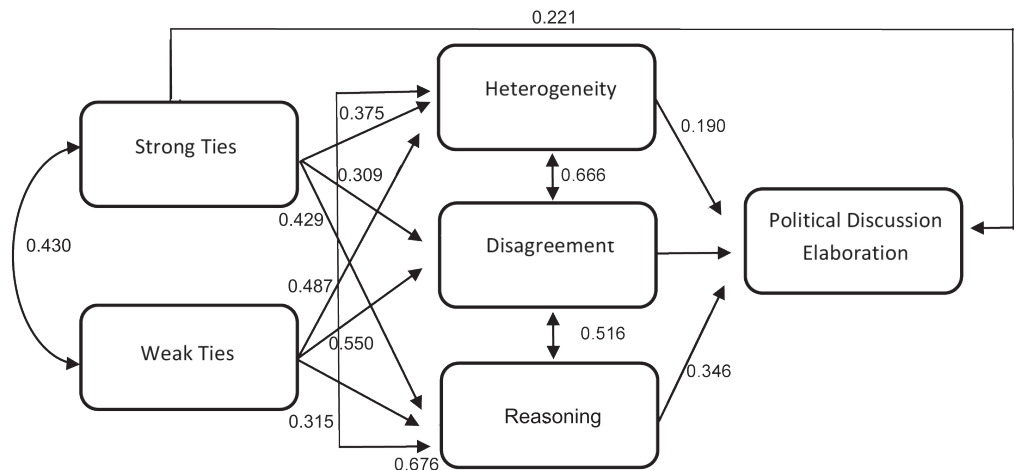 0.221
Heterogeneity
0.375
0.190
Strong Ties
0.309
0.666
0.429
Political Discussion
Elaboration
0.430
Disagreement
0.487
0.550
0.516
Weak Ties
0.346
0.315
Reasoning
0.676